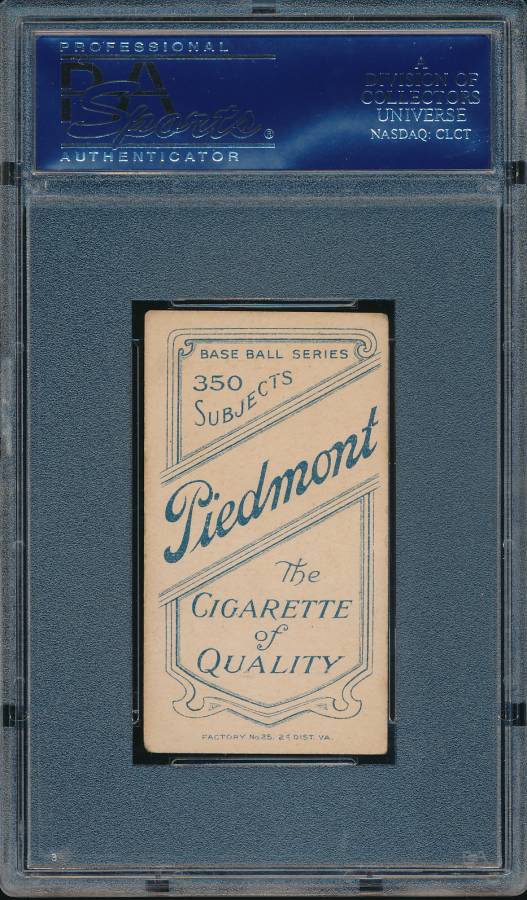 PROFESSIONAL
PSA
Sports
®
AUTHENTICATOR
A
DIVISION OF
COLLECTORS
UNIVERSE
NASDAQ: CLCT
BASE BALL SERIES
350
SUBJECTS
Piedmont
The
CIGARETTE
of
QUALITY
FACTORY No 25, 2d DIST. VA.
3